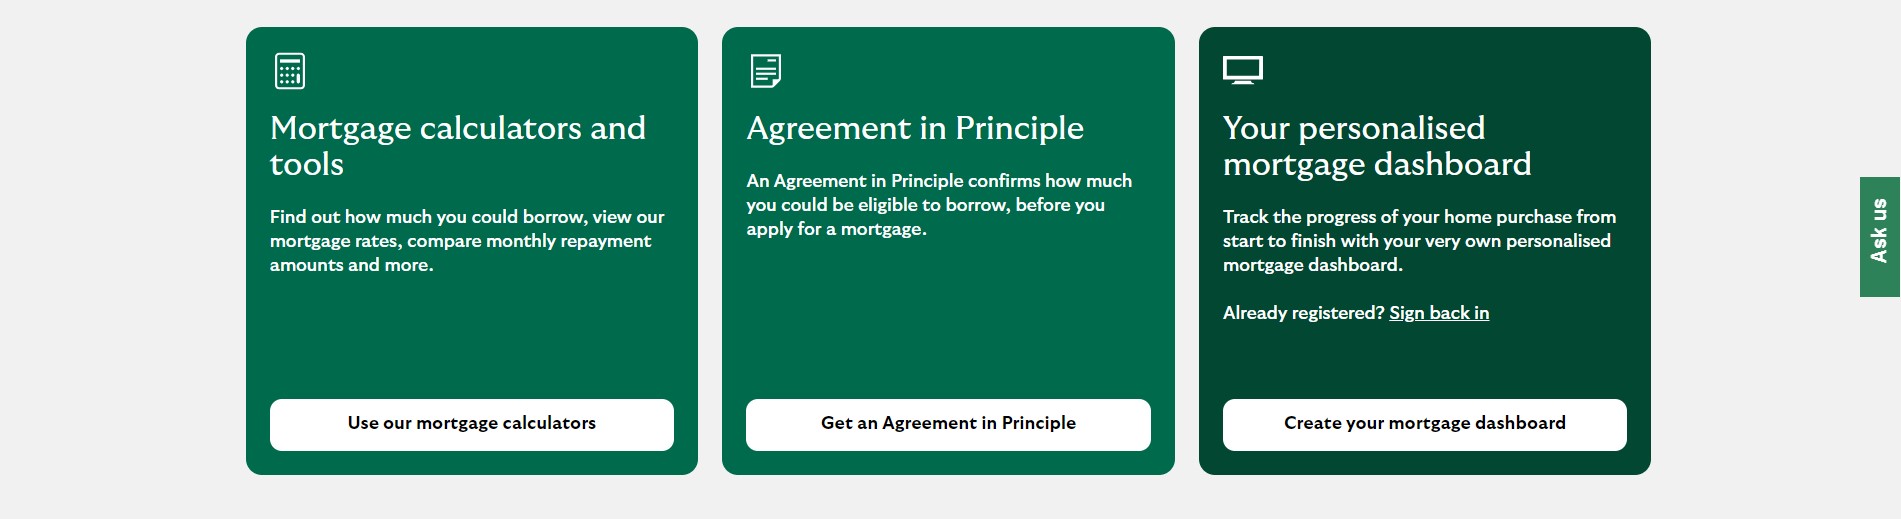 Mortgage calculators and
tools
Find out how much you could borrow, view our
mortgage rates, compare monthly repayment
amounts and more.
Use our mortgage calculators
Agreement in Principle
An Agreement in Principle confirms how much
you could be eligible to borrow, before you
apply for a mortgage.
Get an Agreement in Principle
Your personalised
mortgage dashboard
Track the progress of your home purchase from
start to finish with your very own personalised
mortgage dashboard.
Already registered? Sign back in
Create your mortgage dashboard
Ask us